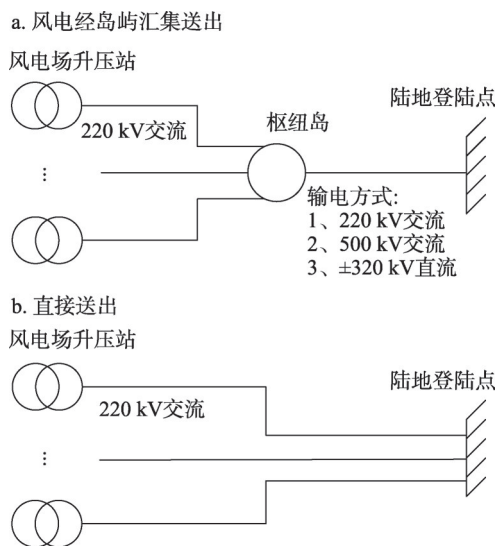 a. 风电经岛屿汇集送出
风电场升压站
陆地登陆点
220 kV交流
枢纽岛
⋮
输电方式:
1、220 kV交流
2、500 kV交流
3、±320 kV直流
b. 直接送出
风电场升压站
陆地登陆点
220 kV交流
⋮